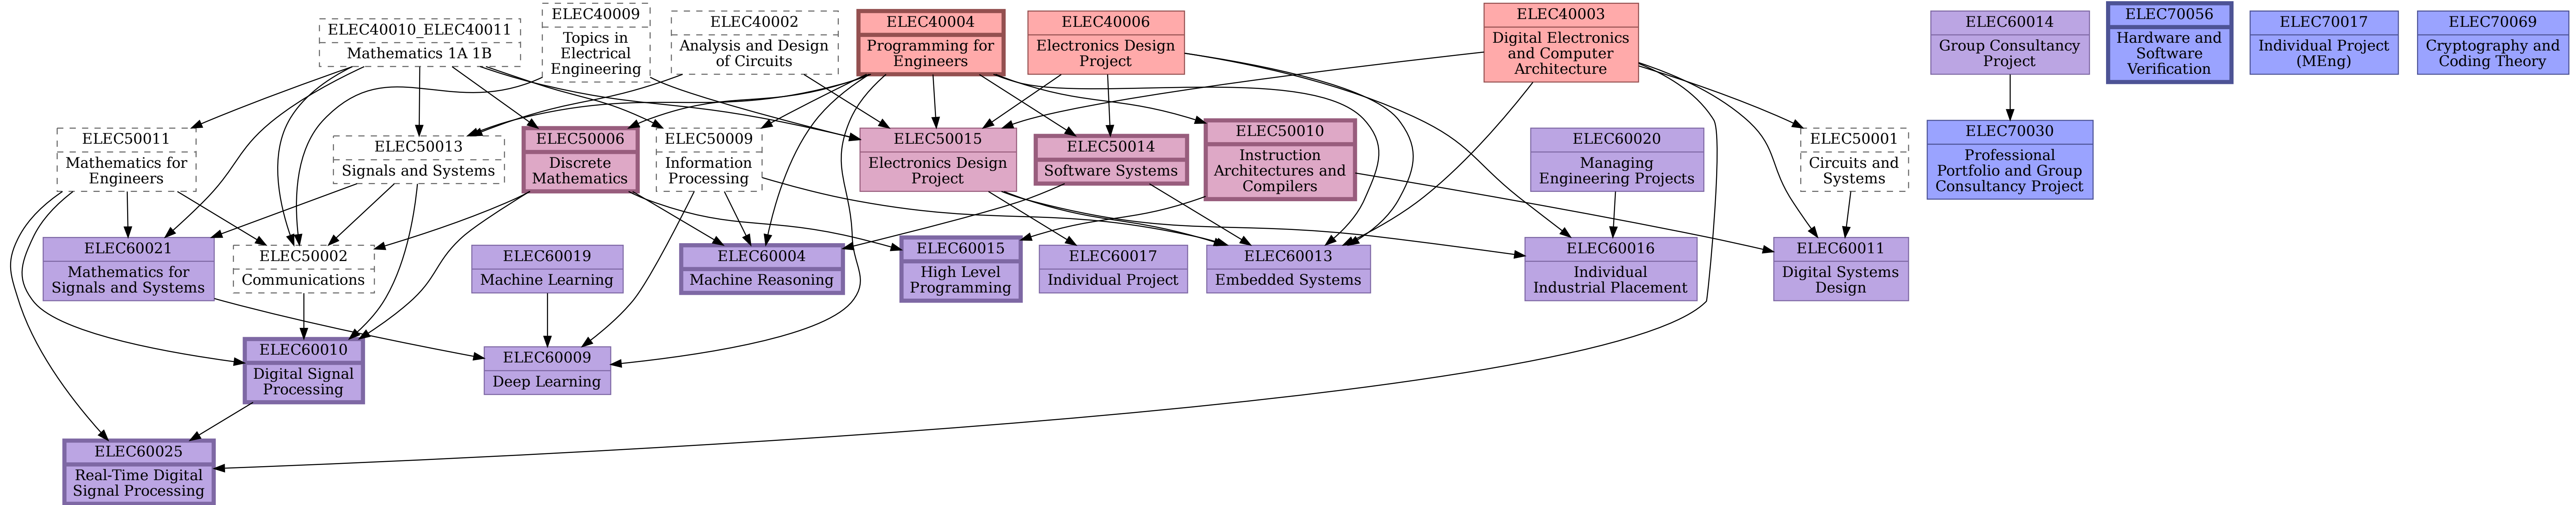 ELEC40010_ELEC40011
Mathematics 1A 1B
ELEC40009
Topics in
Electrical
Engineering
ELEC40002
Analysis and Design
of Circuits
ELEC40004
Programming for
Engineers
ELEC40006
Electronics Design
Project
ELEC40003
Digital Electronics
and Computer
Architecture
ELEC60014
Group Consultancy
Project
ELEC70056
Hardware and
Software
Verification
ELEC70017
Individual Project
(MEng)
ELEC70069
Cryptography and
Coding Theory
ELEC50011
Mathematics for
Engineers
ELEC50013
Signals and Systems
ELEC50006
Discrete
Mathematics
ELEC50009
Information
Processing
ELEC50015
Electronics Design
Project
ELEC50014
Software Systems
ELEC50010
Instruction
Architectures and
Compilers
ELEC60020
Managing
Engineering Projects
ELEC50001
Circuits and
Systems
ELEC70030
Professional
Portfolio and Group
Consultancy Project
ELEC60021
Mathematics for
Signals and Systems
ELEC50002
Communications
ELEC60019
Machine Learning
ELEC60004
Machine Reasoning
ELEC60015
High Level
Programming
ELEC60017
Individual Project
ELEC60013
Embedded Systems
ELEC60016
Individual
Industrial Placement
ELEC60011
Digital Systems
Design
ELEC60010
Digital Signal
Processing
ELEC60009
Deep Learning
ELEC60025
Real-Time Digital
Signal Processing